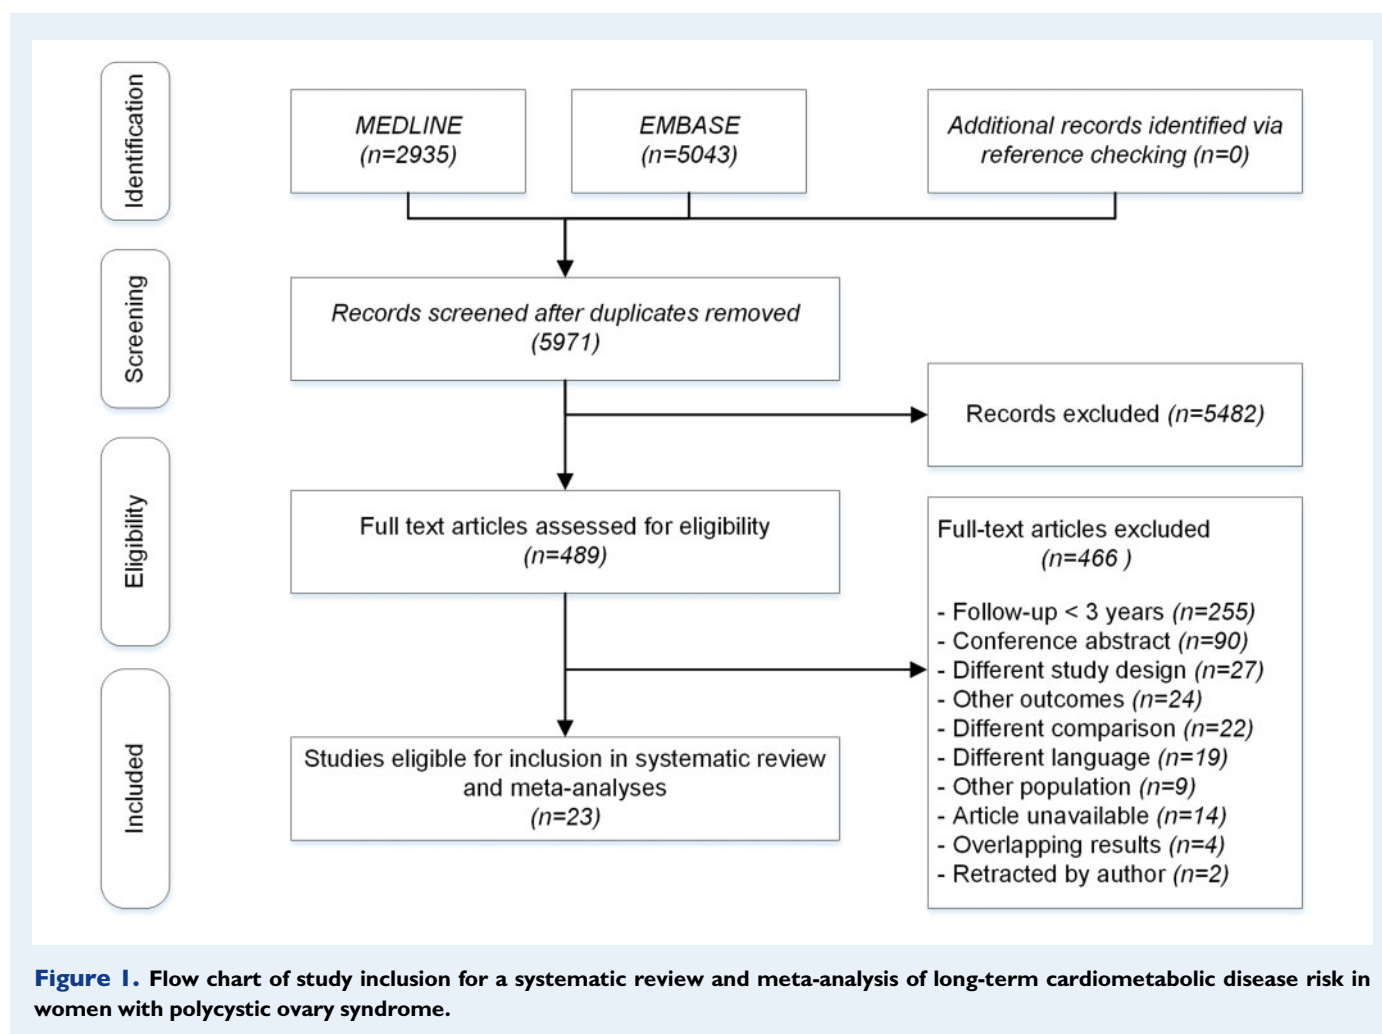 Identification
MEDLINE
(n=2935)
EMBASE
(n=5043)
Additional records identified via
reference checking (n=0)
Screening
Records screened after duplicates removed
(5971)
Records excluded (n=5482)
Eligibility
Full text articles assessed for eligibility
(n=489)
Full-text articles excluded
(n=466 )
- Follow-up < 3 years (n=255)
- Conference abstract (n=90)
- Different study design (n=27)
- Other outcomes (n=24)
- Different comparison (n=22)
- Different language (n=19)
- Other population (n=9)
- Article unavailable (n=14)
- Overlapping results (n=4)
- Retracted by author (n=2)
Included
Studies eligible for inclusion in systematic review
and meta-analyses
(n=23)
Figure 1. Flow chart of study inclusion for a systematic review and meta-analysis of long-term cardiometabolic disease risk in
women with polycystic ovary syndrome.